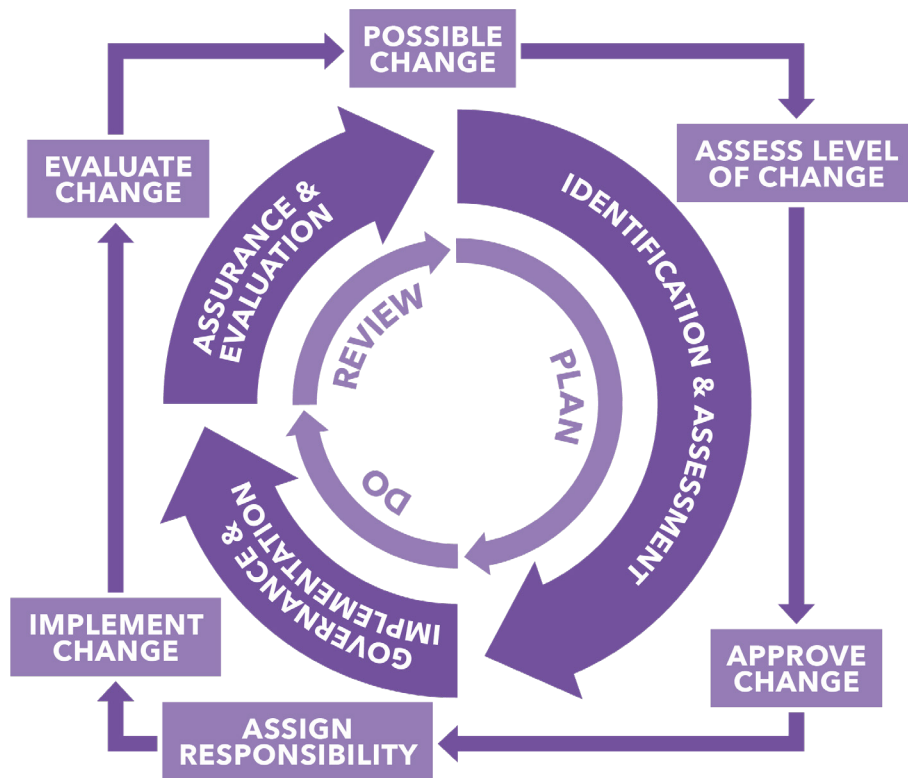 POSSIBLE
CHANGE
ASSESS LEVEL
OF CHANGE
APPROVE
CHANGE
ASSIGN
RESPONSIBILITY
IMPLEMENT
CHANGE
EVALUATE
CHANGE
IDENTIFICATION & ASSESSMENT
GOVERNANCE &
IMPLEMENTATION
ASSURANCE &
EVALUATION
PLAN
DO
REVIEW